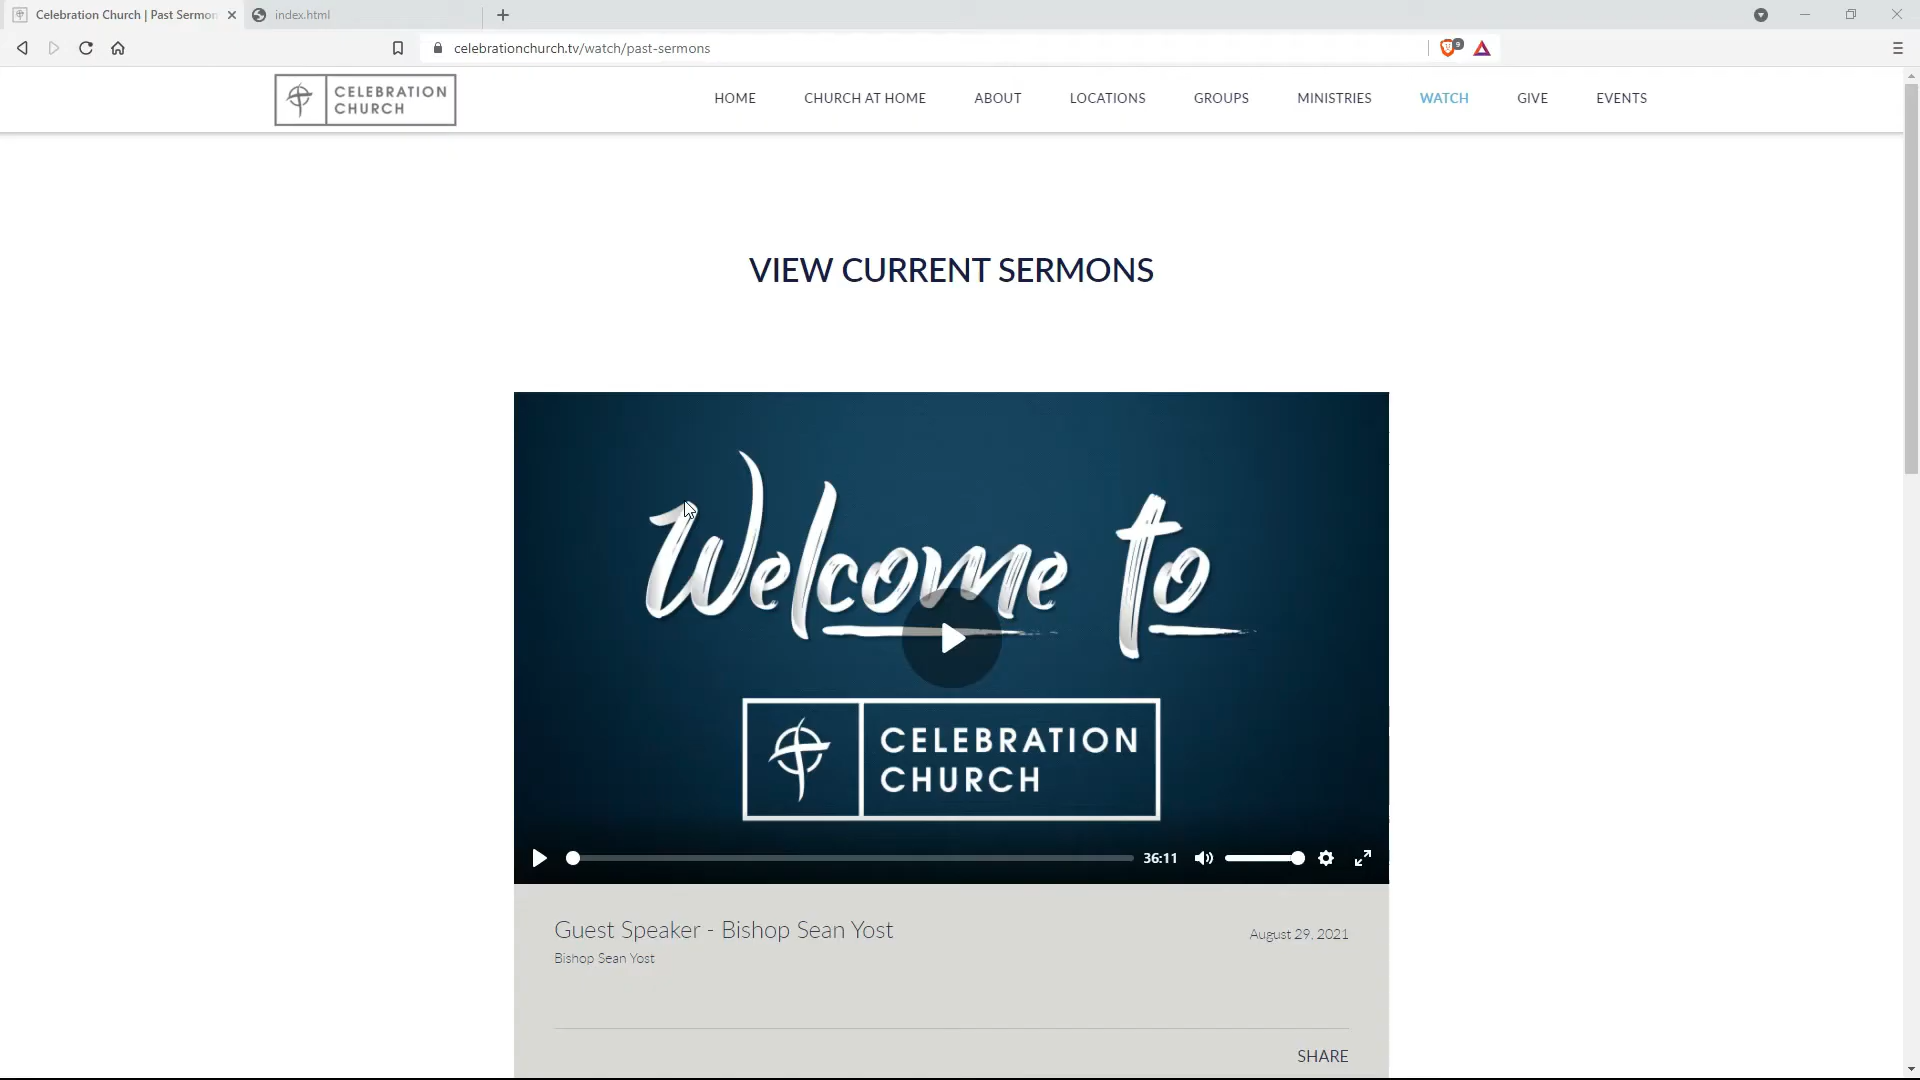 Celebration Church | Past Sermon
index.html
celebrationchurch.tv/watch/past-sermons
9
CELEBRATION
CHURCH
HOME
CHURCH AT HOME
ABOUT
LOCATIONS
GROUPS
MINISTRIES
WATCH
GIVE
EVENTS
VIEW CURRENT SERMONS
Welcome to
CELEBRATION
CHURCH
36:11
Guest Speaker - Bishop Sean Yost
August 29, 2021
Bishop Sean Yost
SHARE